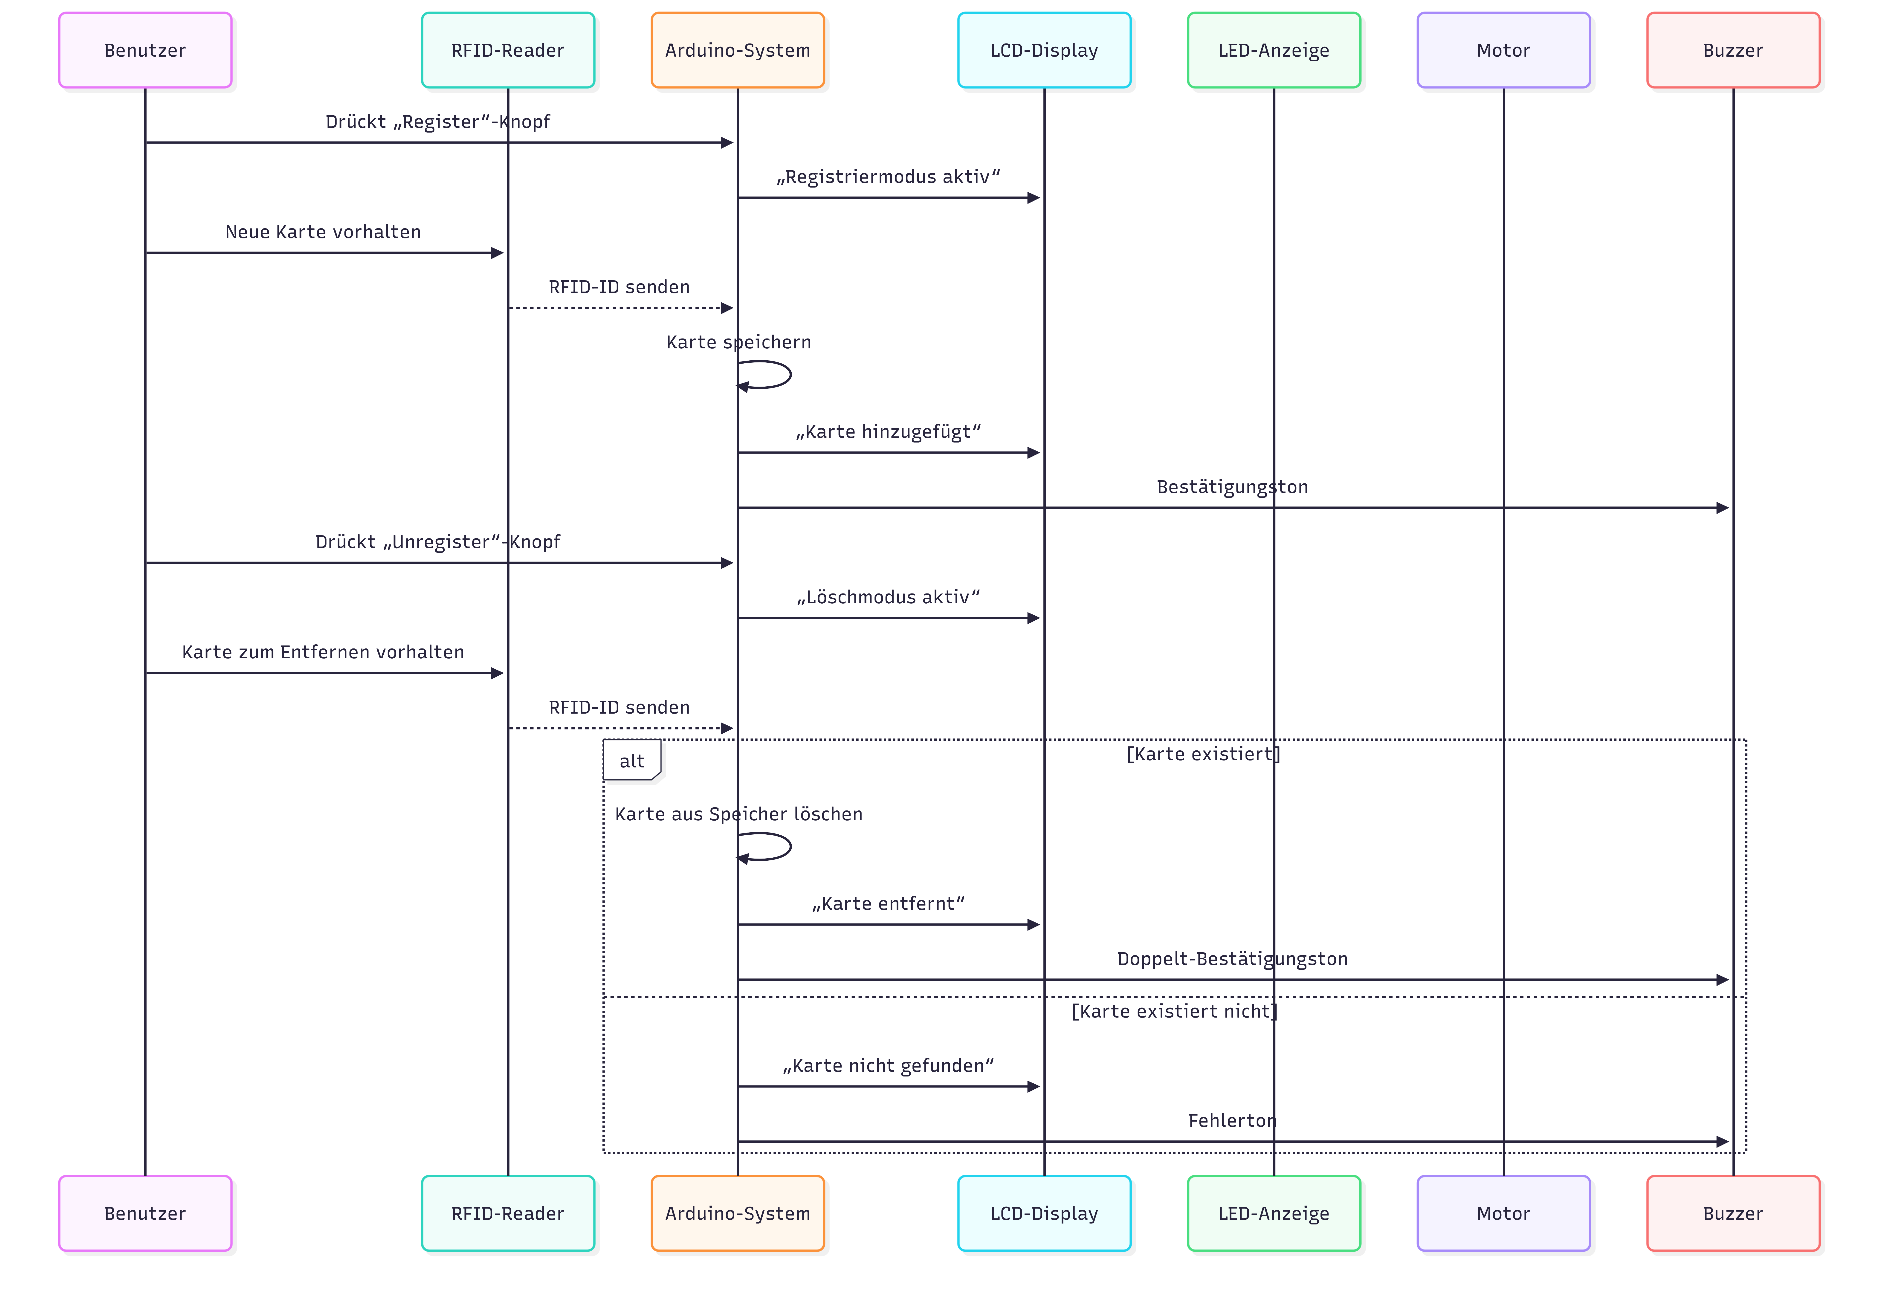 Benutzer
RFID-Reader
Arduino-System
LCD-Display
LED-Anzeige
Motor
Buzzer
Drückt „Register“-Knopf
„Registriermodus aktiv“
Neue Karte vorhalten
RFID-ID senden
Karte speichern
„Karte hinzugefügt“
Bestätigungston
Drückt „Unregister“-Knopf
„Löschmodus aktiv“
Karte zum Entfernen vorhalten
RFID-ID senden
alt
[Karte existiert]
Karte aus Speicher löschen
„Karte entfernt“
Doppelt-Bestätigungston
[Karte existiert nicht]
„Karte nicht gefunden“
Fehlerton
Benutzer
RFID-Reader
Arduino-System
LCD-Display
LED-Anzeige
Motor
Buzzer